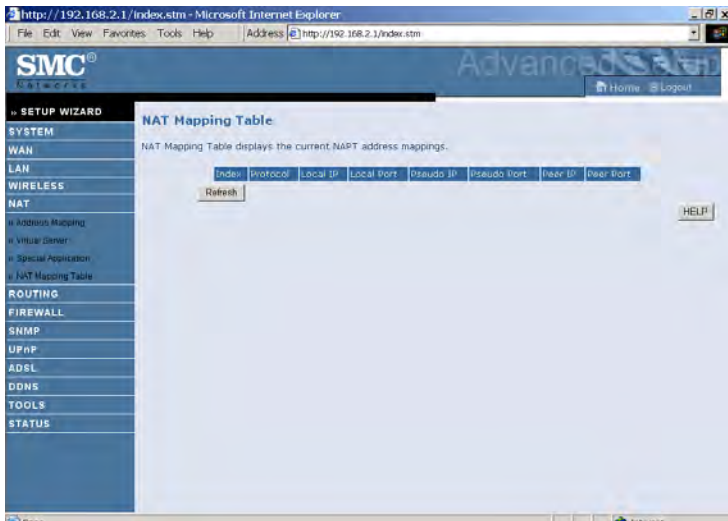 http://192.168.2.1/index.stm - Microsoft Internet Explorer
File Edit View Favorites Tools Help Address http://192.168.2.1/index.stm
SMC®
Networks
Advanced Setup
Home Logout
» SETUP WIZARD
SYSTEM
WAN
LAN
WIRELESS
NAT
» Address Mapping
» Virtual Server
» Special Application
» NAT Mapping Table
ROUTING
FIREWALL
SNMP
UPnP
ADSL
DDNS
TOOLS
STATUS
NAT Mapping Table
NAT Mapping Table displays the current NAPT address mappings.
Index Protocol Local IP Local Port Pseudo IP Pseudo Port Peer IP Peer Port
Refresh
HELP